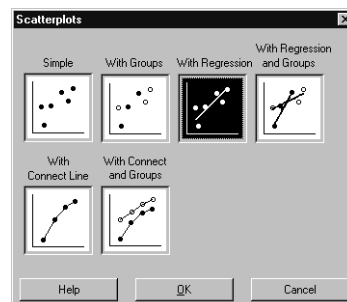 Scatterplots
Simple
With Groups
With Regression
With Regression
and Groups
With
Connect Line
With Connect
and Groups
Help
OK
Cancel